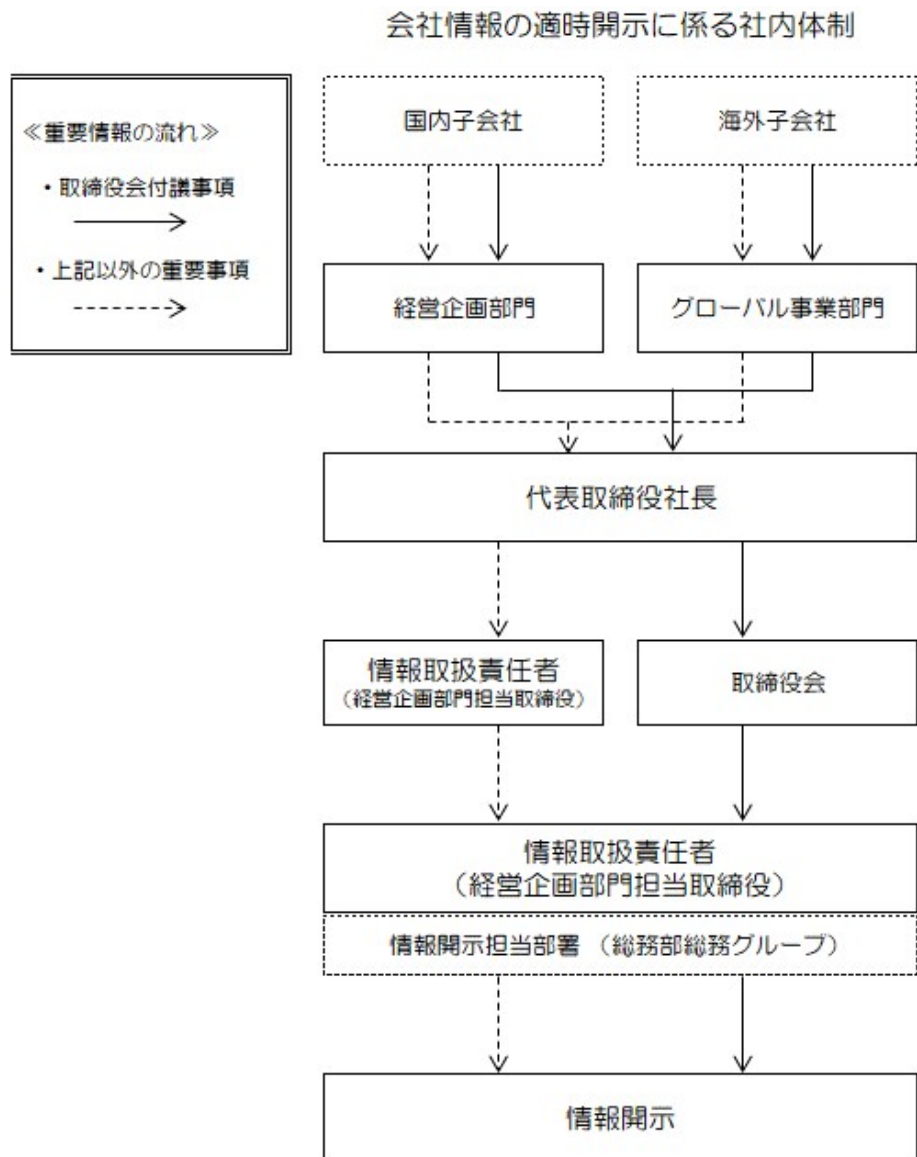 会社情報の適時開示に係る社内体制
≪重要情報の流れ≫
・取締役会付議事項
・上記以外の重要事項
国内子会社
海外子会社
経営企画部門
グローバル事業部門
代表取締役社長
情報取扱責任者
（経営企画部門担当取締役）
取締役会
情報取扱責任者
（経営企画部門担当取締役）
情報開示担当部署 （総務部総務グループ）
情報開示